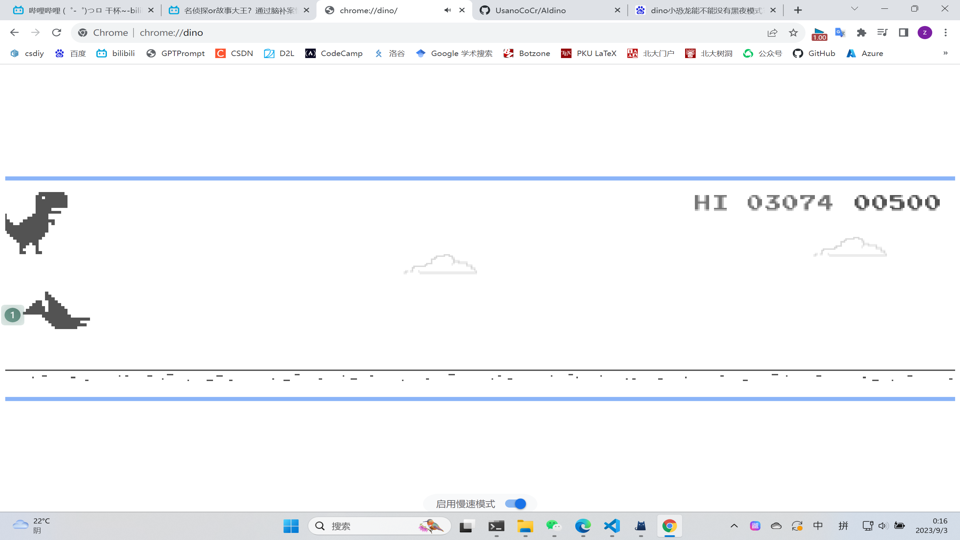 哔哩哔哩 (゜-゜)つロ 干杯~-bili
名侦探or故事大王？通过脑补案
chrome://dino/
UsanoCoCr/AIdino
dino小恐龙能不能没有黑夜模式
Chrome | chrome://dino
1.00
z
csdiy
百度
bilibili
GPTPrompt
CSDN
D2L
CodeCamp
洛谷
Google 学术搜索
Botzone
PKU LaTeX
北大门户
北大树洞
公众号
GitHub
Azure
»
HI 03074 00500
1
启用慢速模式
22°C
阴
搜索
中
拼
0:16
2023/9/3